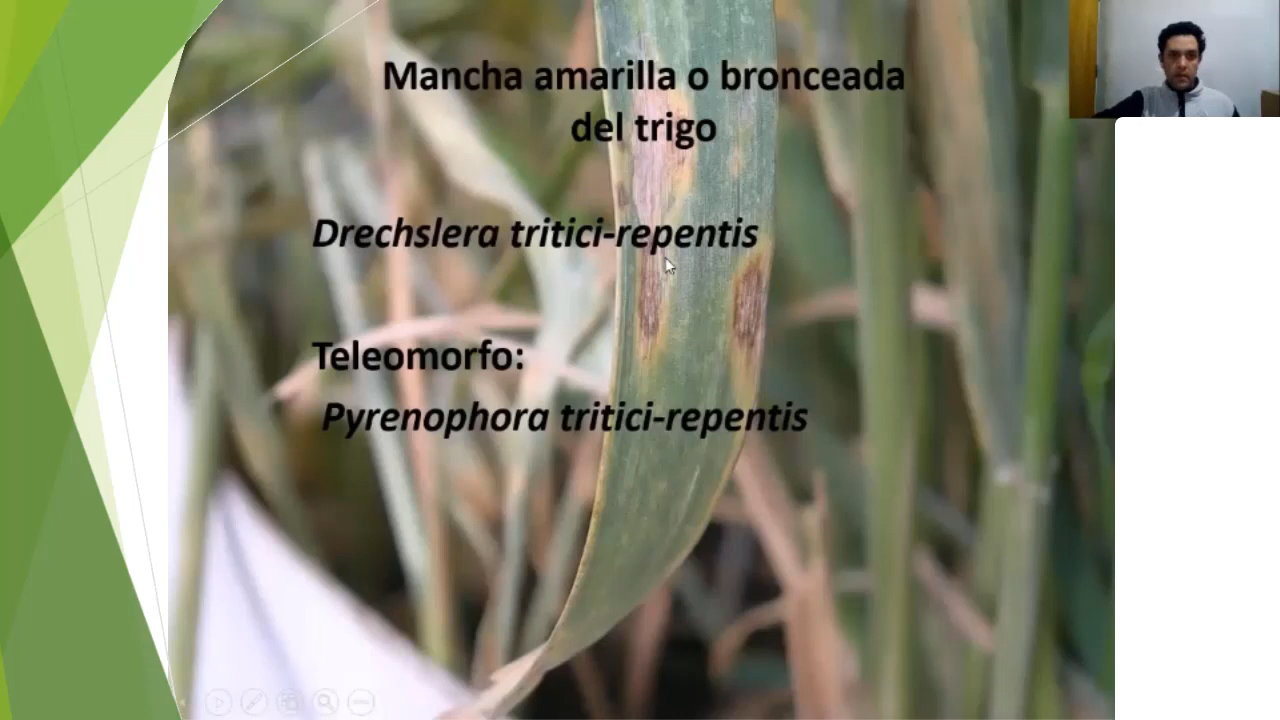 Mancha amarilla o bronceada
del trigo
Drechslera tritici-repentis
Teleomorfo:
Pyrenophora tritici-repentis